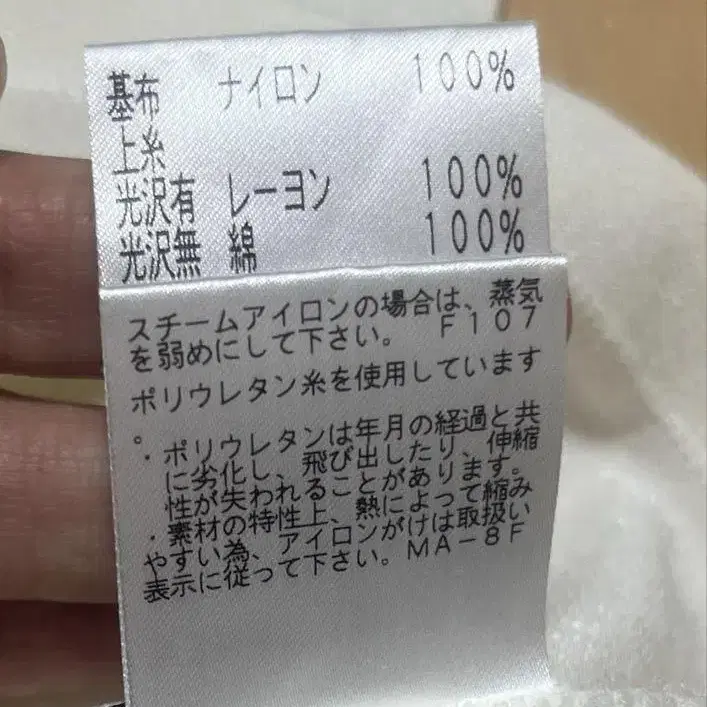 基布 ナイロン 100%
上糸
光沢有 レーヨン 100%
光沢無 綿 100%
スチームアイロンの場合は、蒸気
を弱めにして下さい。 F107
ポリウレタン糸を使用しています
。
・ポリウレタンは年月の経過と共
に劣化し、飛び出したり、伸縮
性が失われることがあります。
・素材の特性上、熱によって縮み
やすい為、アイロンがけは取扱い
表示に従って下さい。MA-8F